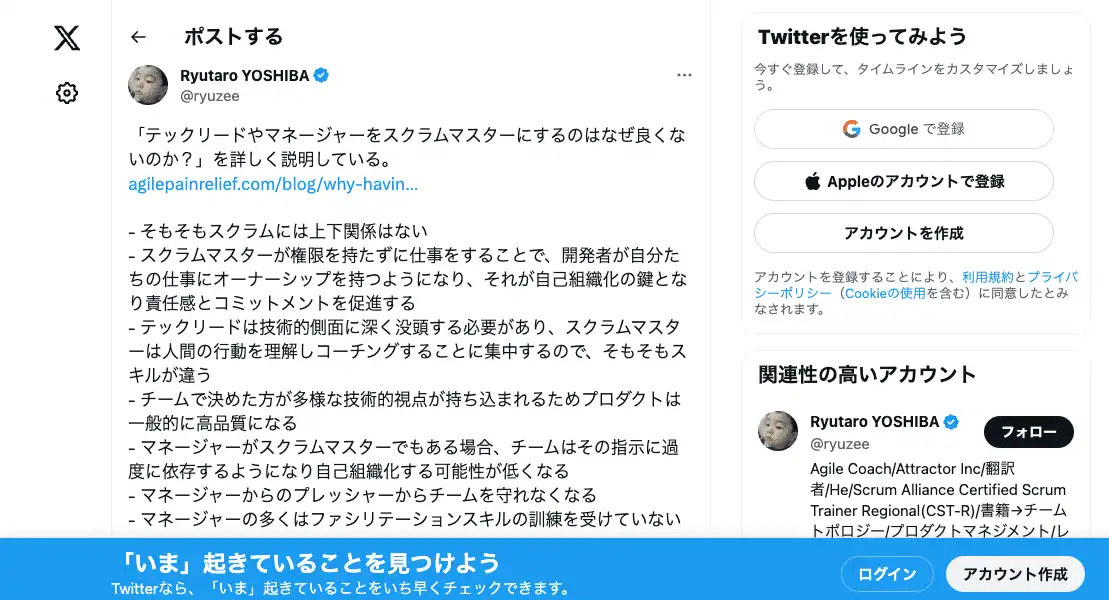 ポストする
Ryutaro YOSHIBA
@ryuzee
「テックリードやマネージャーをスクラムマスターにするのはなぜ良くな
いのか？」を詳しく説明している。
agilepainrelief.com/blog/why-havin...
- そもそもスクラムには上下関係はない
- スクラムマスターが権限を持たずに仕事をすることで、開発者が自分た
ちの仕事にオーナーシップを持つようになり、それが自己組織化の鍵とな
り責任感とコミットメントを促進する
- テックリードは技術的側面に深く没頭する必要があり、スクラムマスタ
ーは人間の行動を理解しコーチングすることに集中するので、そもそもス
キルが違う
- チームで決めた方が多様な技術的視点が持ち込まれるためプロダクトは
一般的に高品質になる
- マネージャーがスクラムマスターでもある場合、チームはその指示に過
度に依存するようになり自己組織化する可能性が低くなる
- マネージャーからのプレッシャーからチームを守れなくなる
- マネージャーの多くはファシリテーションスキルの訓練を受けていない
Twitterを使ってみよう
今すぐ登録して、タイムラインをカスタマイズしましょ
う。
Google で登録
Appleのアカウントで登録
アカウントを作成
アカウントを登録することにより、利用規約とプライバ
シーポリシー（Cookieの使用を含む）に同意したとみ
なされます。
関連性の高いアカウント
Ryutaro YOSHIBA
@ryuzee
フォロー
Agile Coach/Attractor Inc/翻訳
者/He/Scrum Alliance Certified Scrum
Trainer Regional(CST-R)/書籍→チーム
トポロジー/プロダクトマネジメント/レ
「いま」起きていることを見つけよう
Twitterなら、「いま」起きていることをいち早くチェックできます。
ログイン
アカウント作成